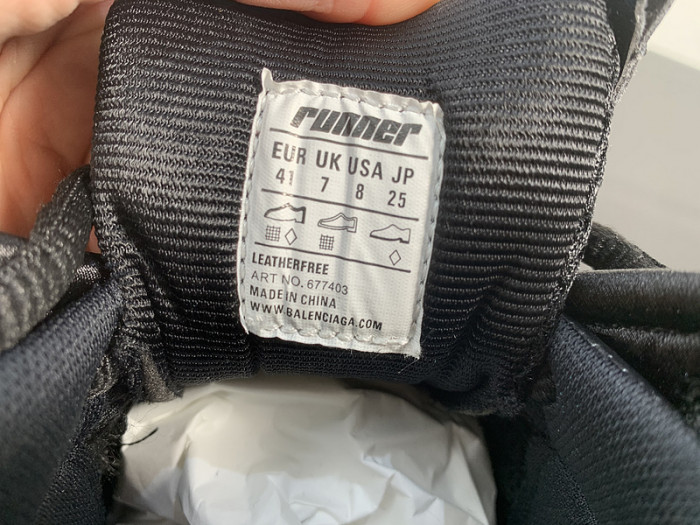 runner
EUR UK USA JP
41 7 8 25
LEATHERFREE
ART NO. 677403
MADE IN CHINA
WWW.BALENCIAGA.COM